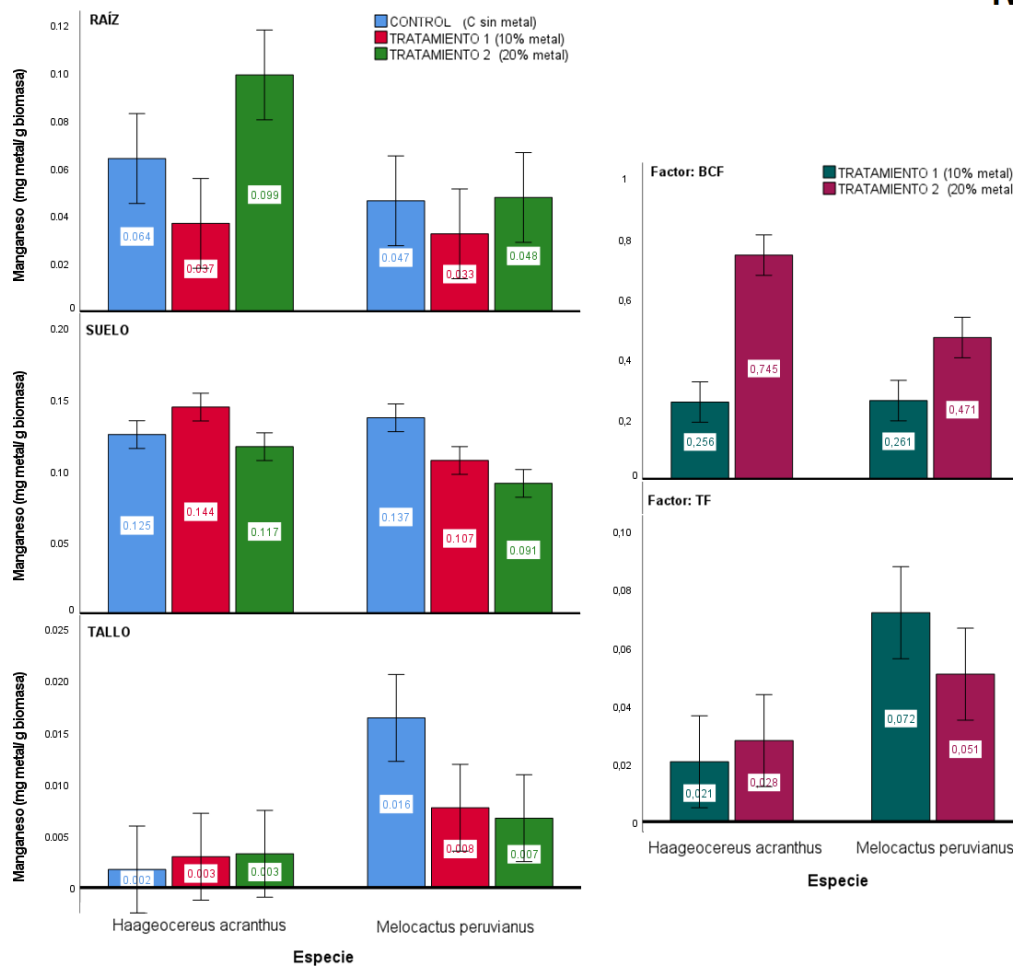 N
RAÍZ
CONTROL (C sin metal)
TRATAMIENTO 1 (10% metal)
TRATAMIENTO 2 (20% metal)
Manganeso (mg metal/ g biomasa)
0.12
0.10
0.08
0.06
0.04
0.02
0
0.064
0.037
0.099
0.047
0.033
0.048
SUELO
Manganeso (mg metal/ g biomasa)
0.20
0.15
0.10
0.05
0
0.125
0.144
0.117
0.137
0.107
0.091
TALLO
Manganeso (mg metal/ g biomasa)
0.025
0.020
0.015
0.010
0.005
0
0.002
0.003
0.003
0.016
0.008
0.007
Haageocereus acranthus
Melocactus peruvianus
Especie
Factor: BCF
TRATAMIENTO 1 (10% metal)
TRATAMIENTO 2 (20% metal
1
0,8
0,6
0,4
0,2
0
0,256
0,745
0,261
0,471
Factor: TF
0,10
0,08
0,06
0,04
0,02
0
0,021
0,028
0,072
0,051
Haageocereus acranthus
Melocactus peruvianus
Especie